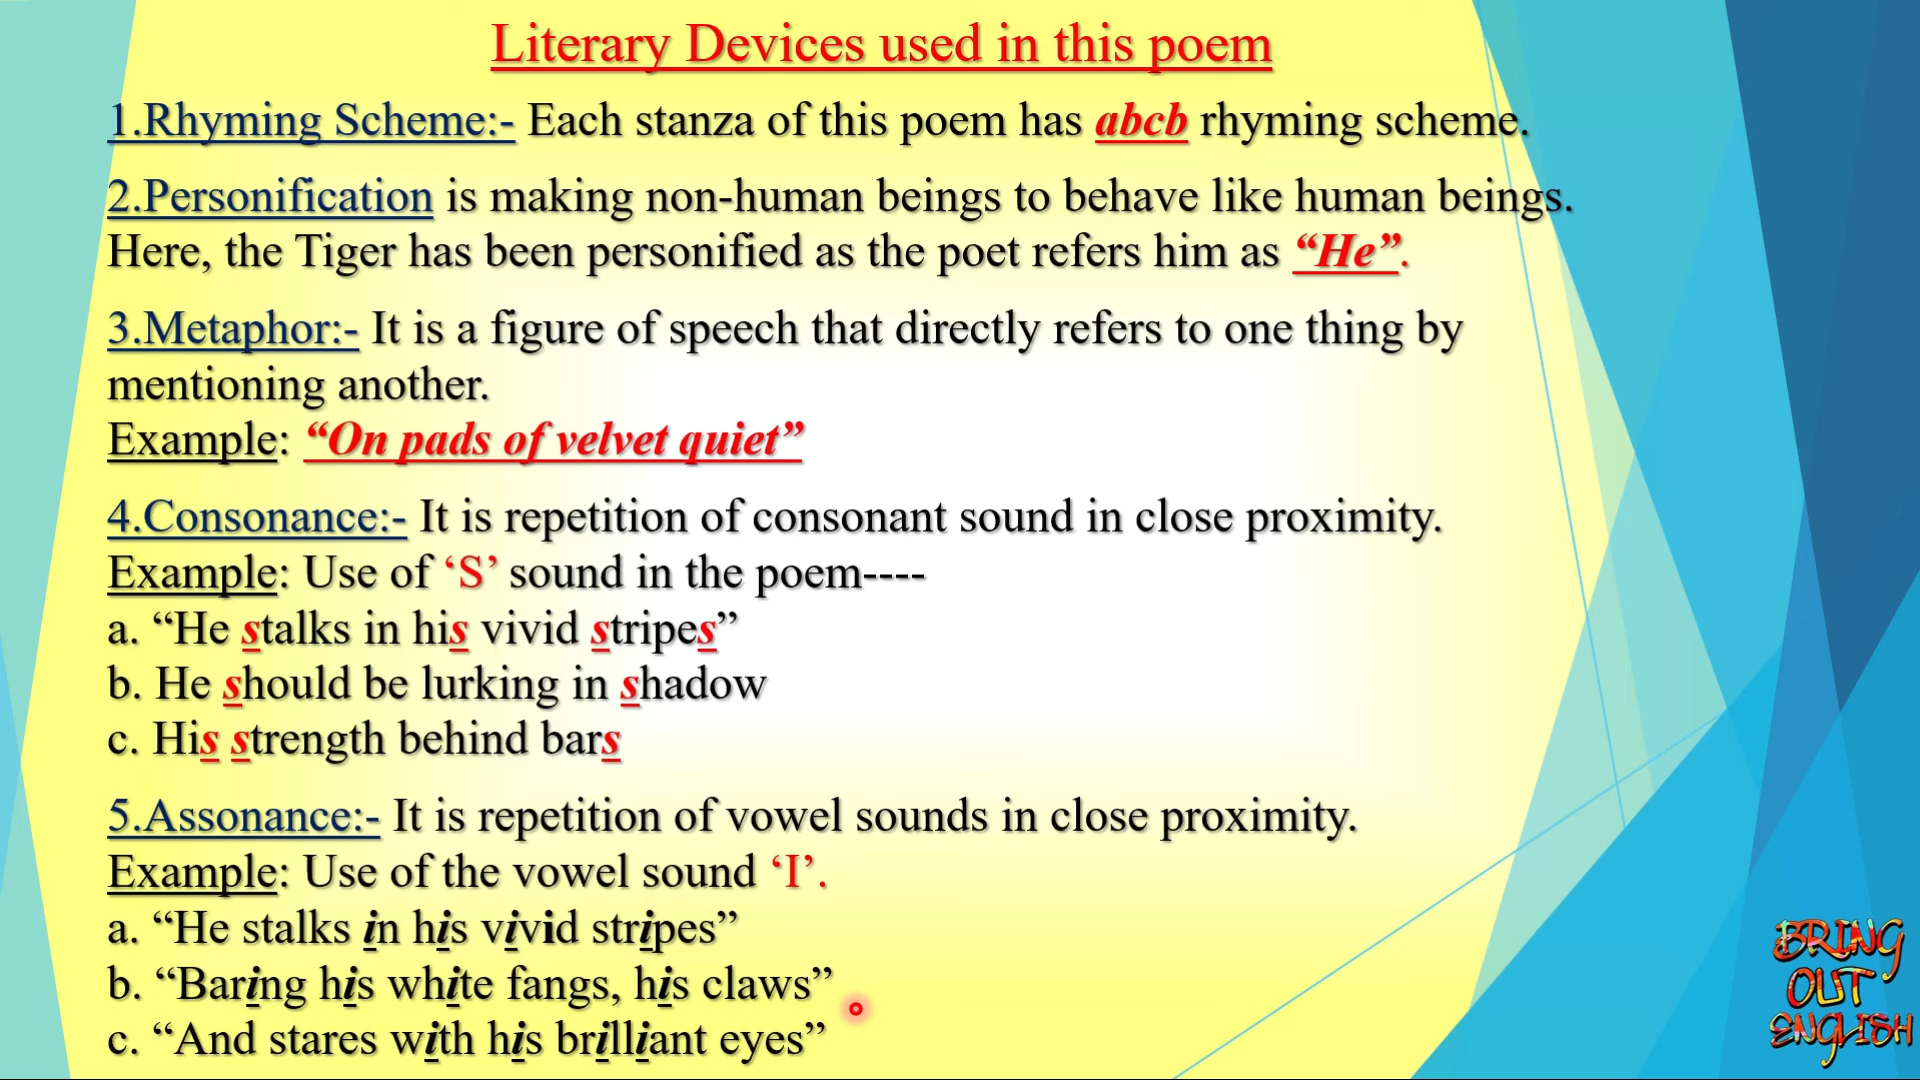 Literary Devices used in this poem
1.Rhyming Scheme:- Each stanza of this poem has abcb rhyming scheme.
2.Personification is making non-human beings to behave like human beings.
Here, the Tiger has been personified as the poet refers him as “He”.
3.Metaphor:- It is a figure of speech that directly refers to one thing by
mentioning another.
Example: “On pads of velvet quiet”
4.Consonance:- It is repetition of consonant sound in close proximity.
Example: Use of ‘S’ sound in the poem----
a. “He stalks in his vivid stripes”
b. He should be lurking in shadow
c. His strength behind bars
5.Assonance:- It is repetition of vowel sounds in close proximity.
Example: Use of the vowel sound ‘I’.
a. “He stalks in his vivid stripes”
b. “Baring his white fangs, his claws”
c. “And stares with his brilliant eyes”
BRING
OUT
ENGLISH